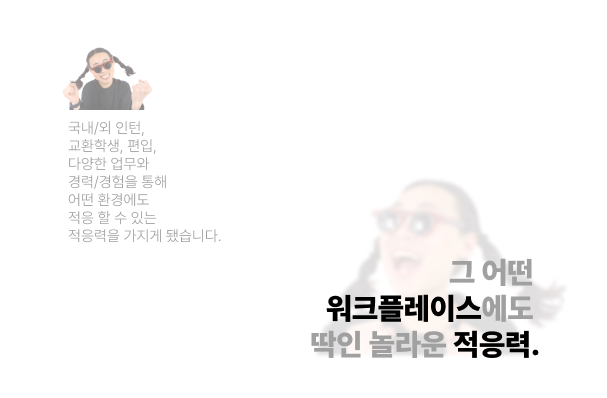 국내/외 인턴,
교환학생, 편입,
다양한 업무와
경력/경험을 통해
어떤 환경에도
적응 할 수 있는
적응력을 가지게 됐습니다.
그 어떤
워크플레이스에도
딱인 놀라운 적응력.